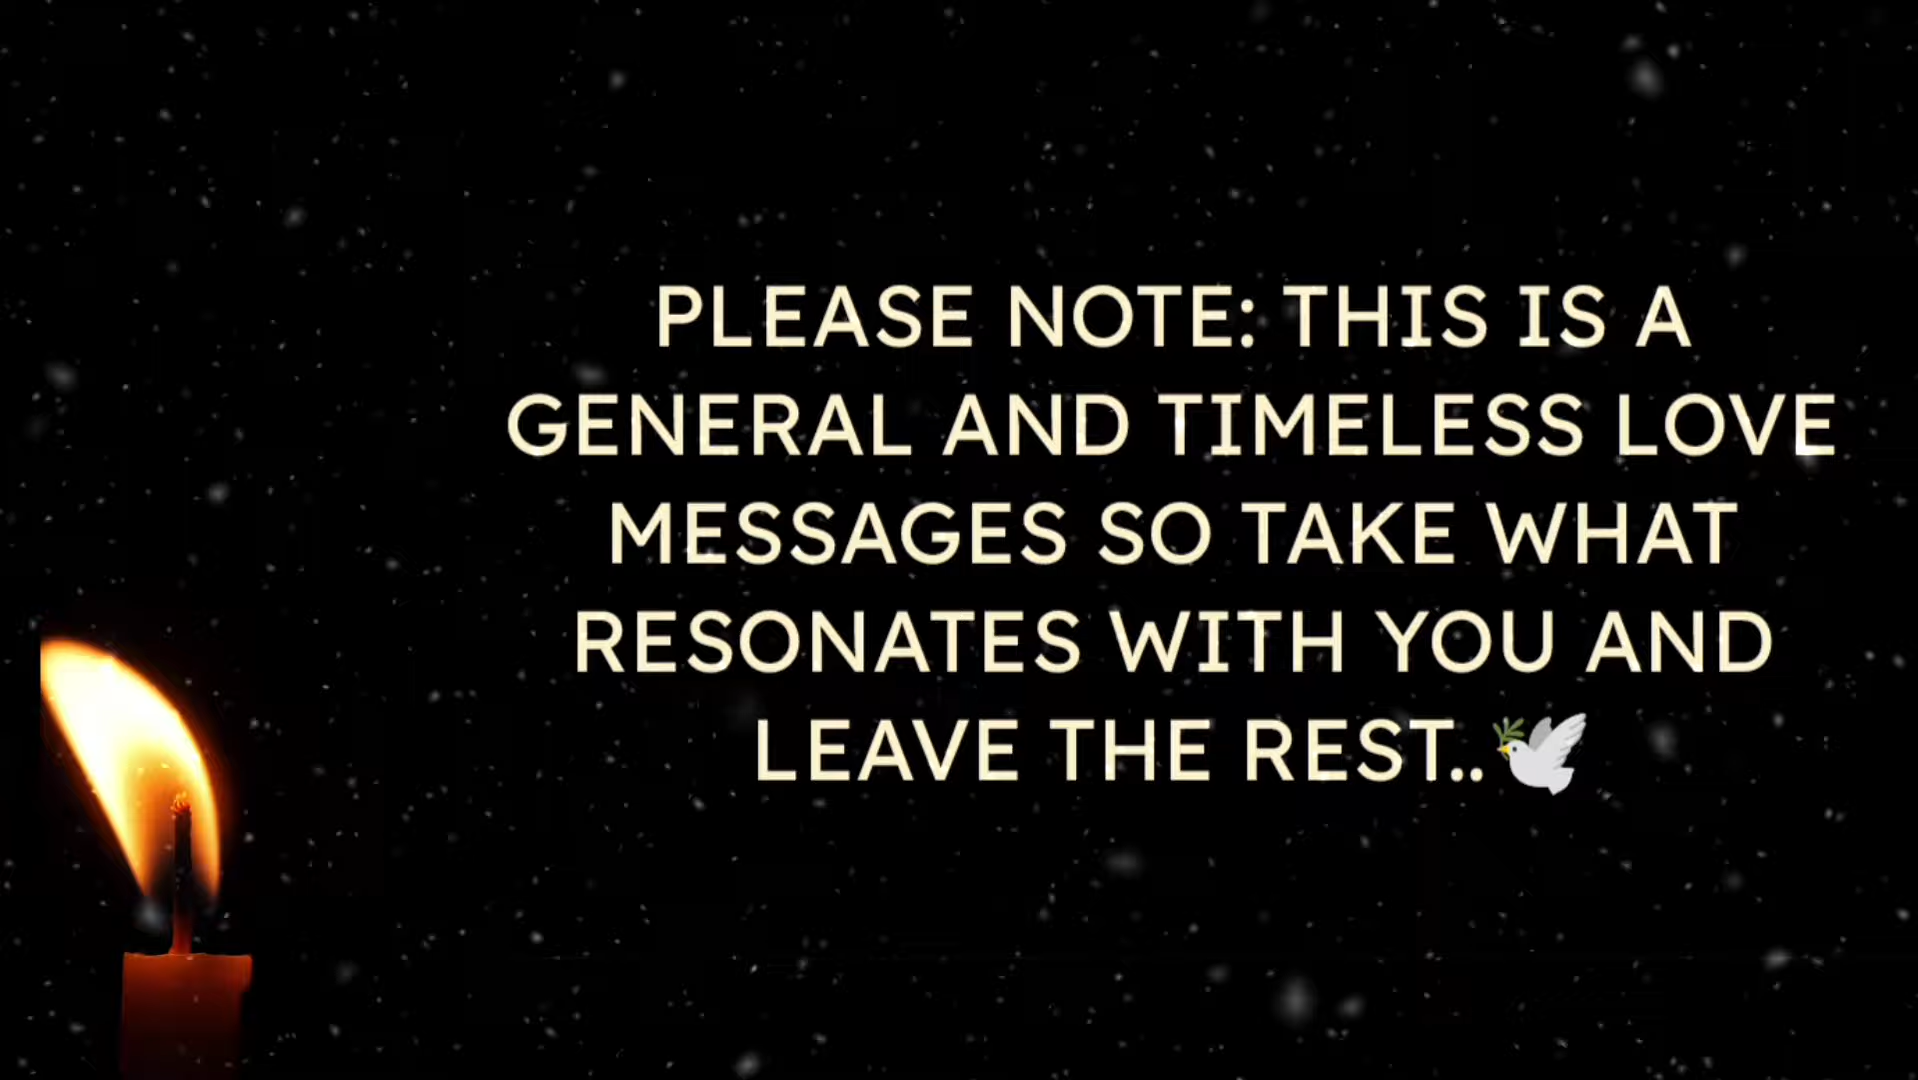 PLEASE NOTE: THIS IS A
GENERAL AND TIMELESS LOVE
MESSAGES SO TAKE WHAT
RESONATES WITH YOU AND
LEAVE THE REST..🕊️